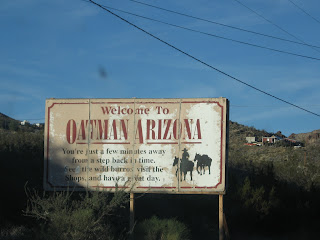 Welcome To
OATMAN ARIZONA
You're just a few minutes away
from a step back in time.
the wild burros, visit the
Shops, and have a great day.